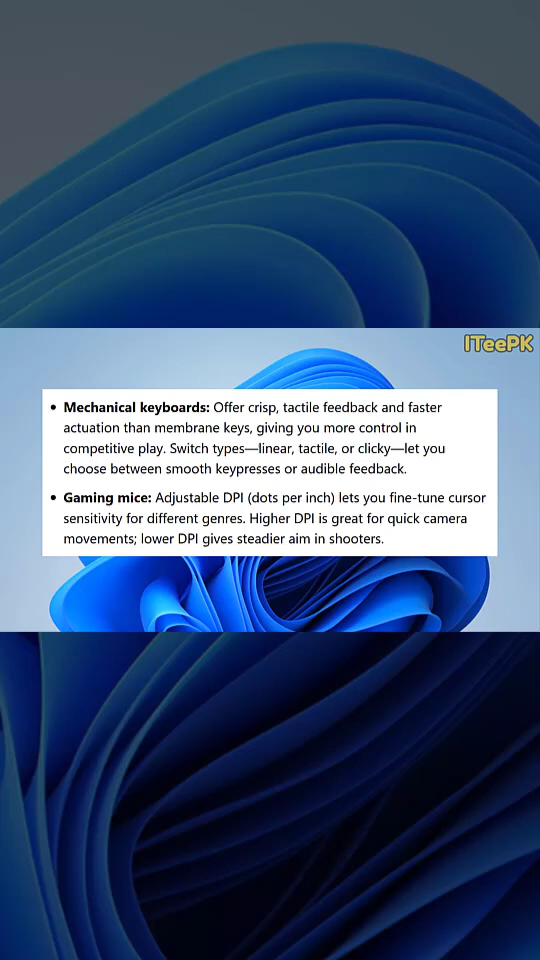 ITeePK
• Mechanical keyboards: Offer crisp, tactile feedback and faster
actuation than membrane keys, giving you more control in
competitive play. Switch types—linear, tactile, or clicky—let you
choose between smooth keypresses or audible feedback.
• Gaming mice: Adjustable DPI (dots per inch) lets you fine-tune cursor
sensitivity for different genres. Higher DPI is great for quick camera
movements; lower DPI gives steadier aim in shooters.